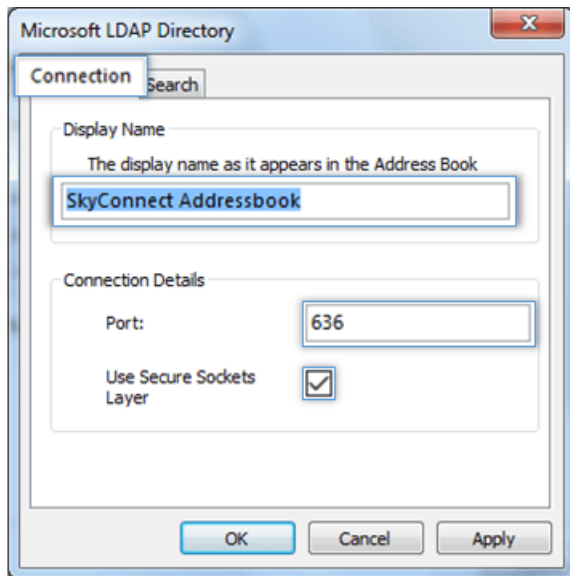 Microsoft LDAP Directory
Connection
Search
Display Name
The display name as it appears in the Address Book
SkyConnect Addressbook
Connection Details
Port:
636
Use Secure Sockets
Layer
OK
Cancel
Apply